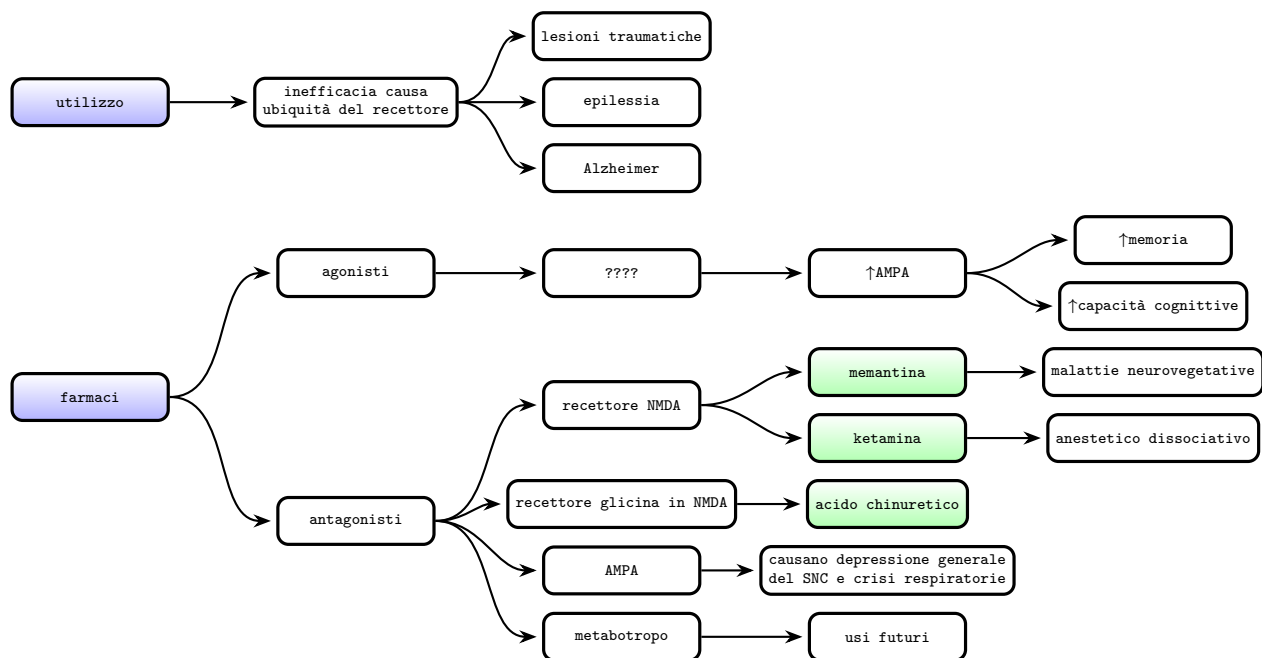 lesioni traumatiche
utilizzo
inefficacia causa
ubiquità del recettore
epilessia
Alzheimer
↑memoria
agonisti
????
↑AMPA
↑capacità cognittive
farmaci
recettore NMDA
memantina
malattie neurovegetative
ketamina
anestetico dissociativo
antagonisti
recettore glicina in NMDA
acido chinuretico
AMPA
causano depressione generale
del SNC e crisi respiratorie
metabotropo
usi futuri